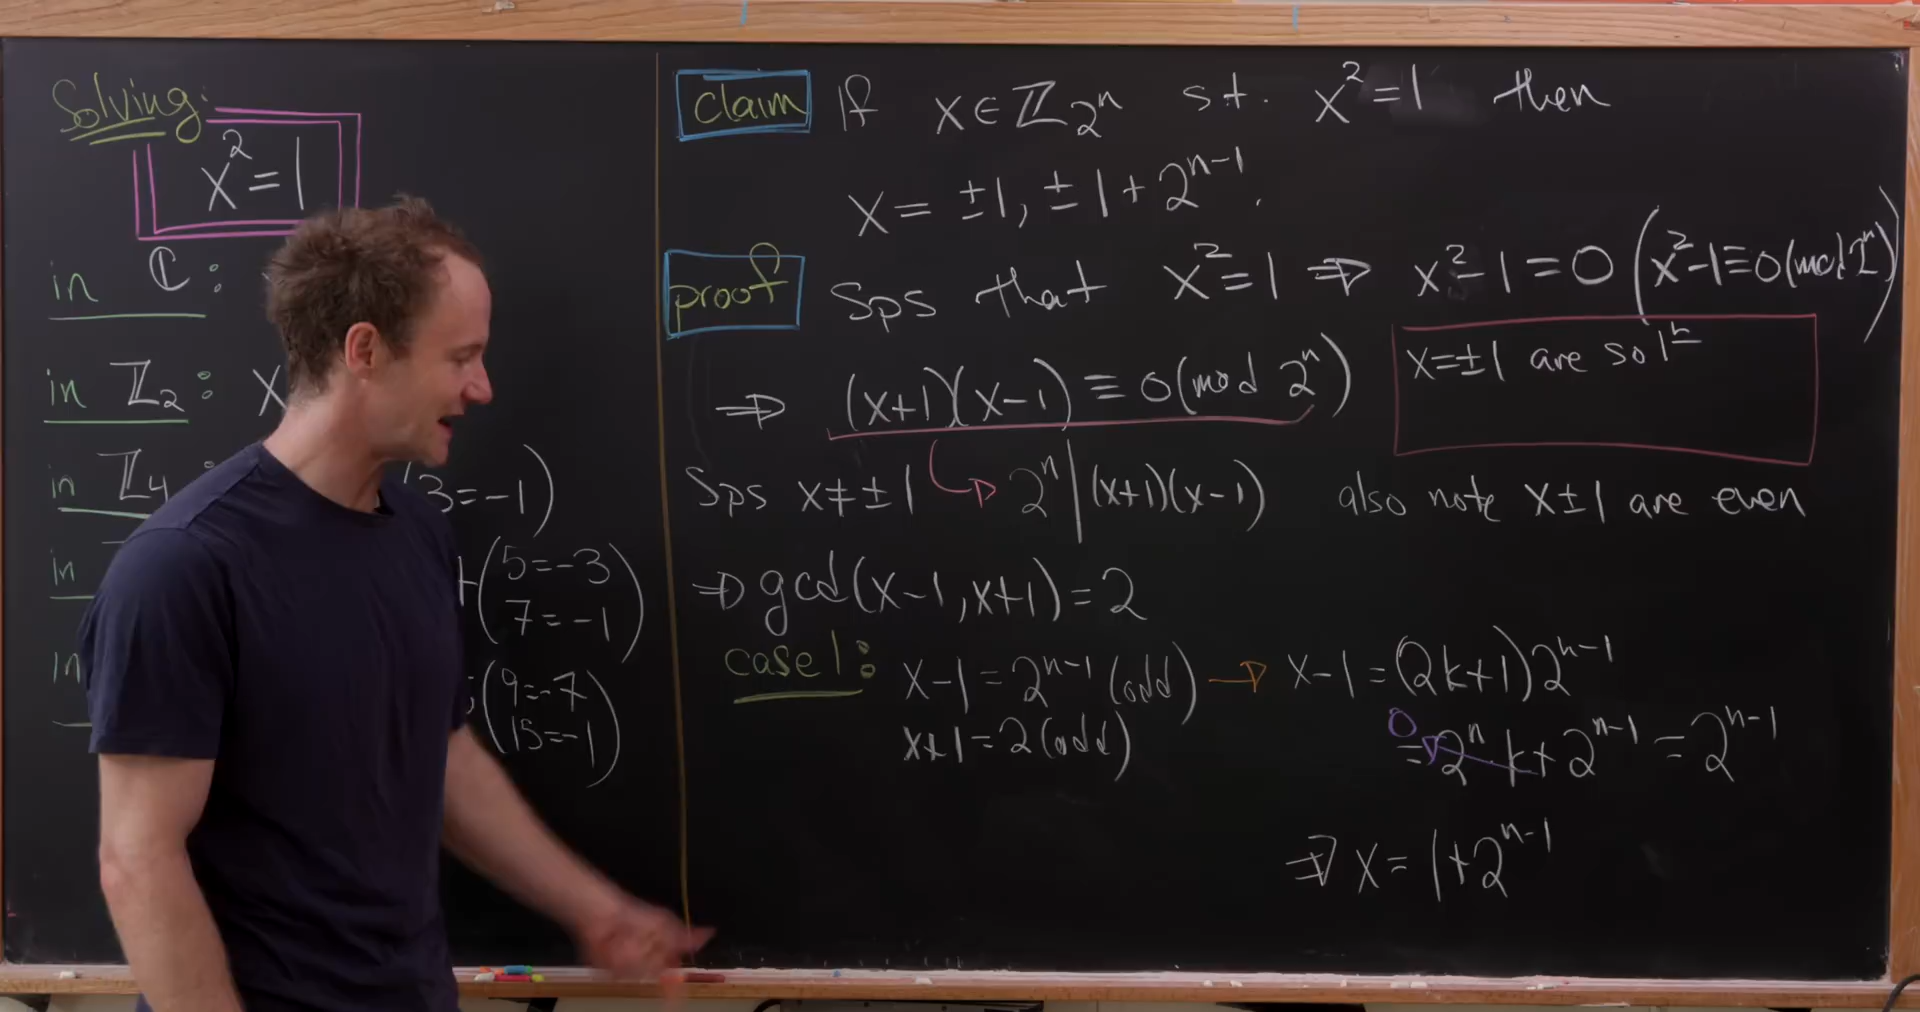 Solving:
x² = 1
in ℂ:
in ℤ₂: x
in ℤ₄: (3=-1)
in (5=-3
7=-1)
in (9=-7
15=-1)
claim If x∈ℤ_{2ⁿ} s.t. x²=1 then
x = ±1, ±1+2ⁿ⁻¹.
proof Sps that x²=1 ⇒ x²-1=0 (x²-1≡0(mod 2ⁿ))
⇒ (x+1)(x-1)≡0(mod 2ⁿ)
x=±1 are solⁿ
Sps x≠±1 → 2ⁿ|(x+1)(x-1) also note x±1 are even
⇒ gcd(x-1,x+1)=2
case 1: x-1=2ⁿ⁻¹(odd) → x-1=(2k+1)2ⁿ⁻¹
x+1=2(odd)
0
=2ⁿk+2ⁿ⁻¹=2ⁿ⁻¹
⇒ x=1+2ⁿ⁻¹